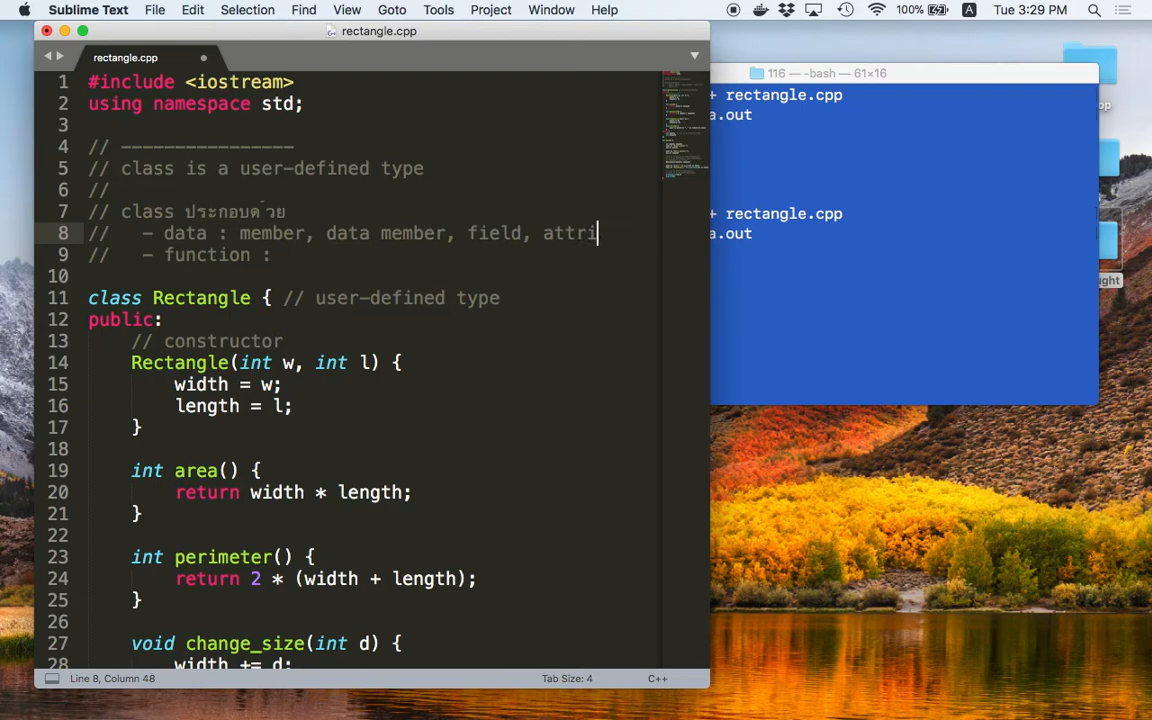 Sublime Text File Edit Selection Find View Goto Tools Project Window Help 100% A Tue 3:29 PM
rectangle.cpp
rectangle.cpp
116 — -bash — 61×16
1 #include <iostream>
2 using namespace std;
3
4 // ----------------
5 // class is a user-defined type
6 //
7 // class ประกอบด้วย
8 //   - data : member, data member, field, attri
9 //   - function :
10
11 class Rectangle { // user-defined type
12 public:
13     // constructor
14     Rectangle(int w, int l) {
15         width = w;
16         length = l;
17     }
18
19     int area() {
20         return width * length;
21     }
22
23     int perimeter() {
24         return 2 * (width + length);
25     }
26
27     void change_size(int d) {
28         width += d;
+ rectangle.cpp
a.out
+ rectangle.cpp
a.out
op
ght
Line 8, Column 48 Tab Size: 4 C++